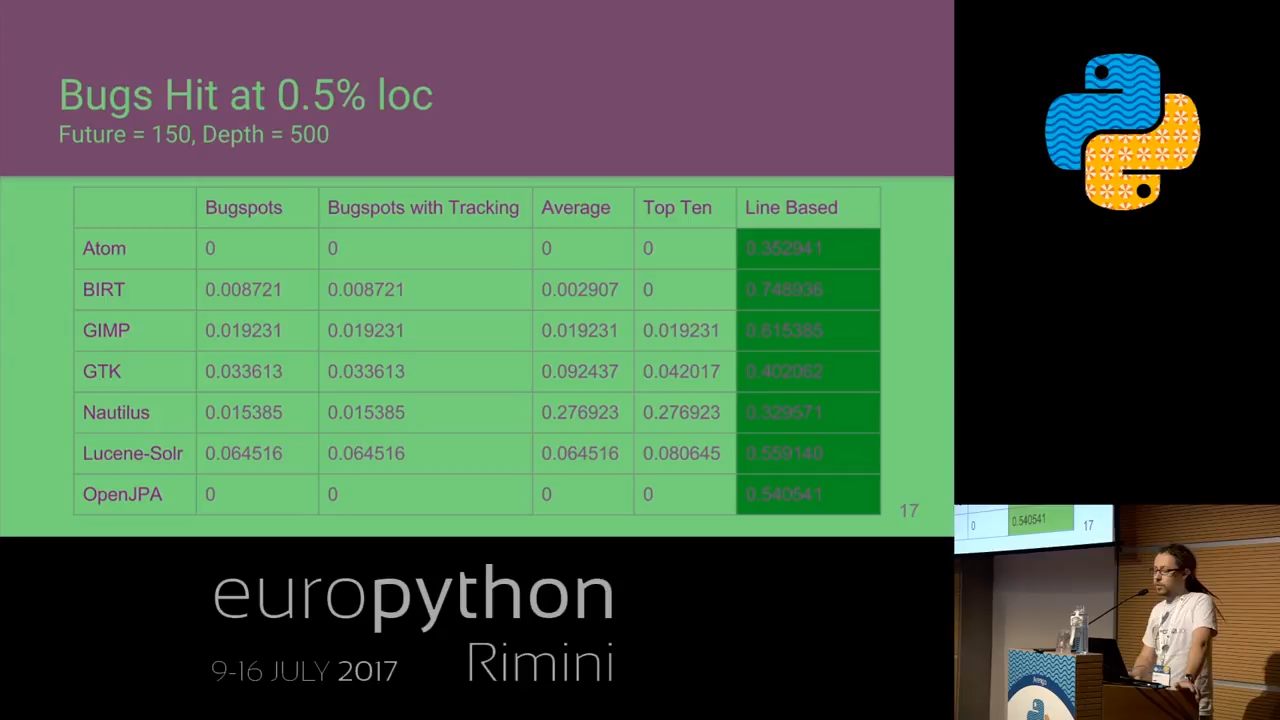 Bugs Hit at 0.5% loc
Future = 150, Depth = 500
Bugspots Bugspots with Tracking Average Top Ten Line Based
Atom 0 0 0 0 0.352941
BIRT 0.008721 0.008721 0.002907 0 0.748936
GIMP 0.019231 0.019231 0.019231 0.019231 0.615385
GTK 0.033613 0.033613 0.092437 0.042017 0.402062
Nautilus 0.015385 0.015385 0.276923 0.276923 0.329571
Lucene-Solr 0.064516 0.064516 0.064516 0.080645 0.559140
OpenJPA 0 0 0 0 0.540541
17
0 0.540541 17
europython
Rimini
9-16 JULY 2017